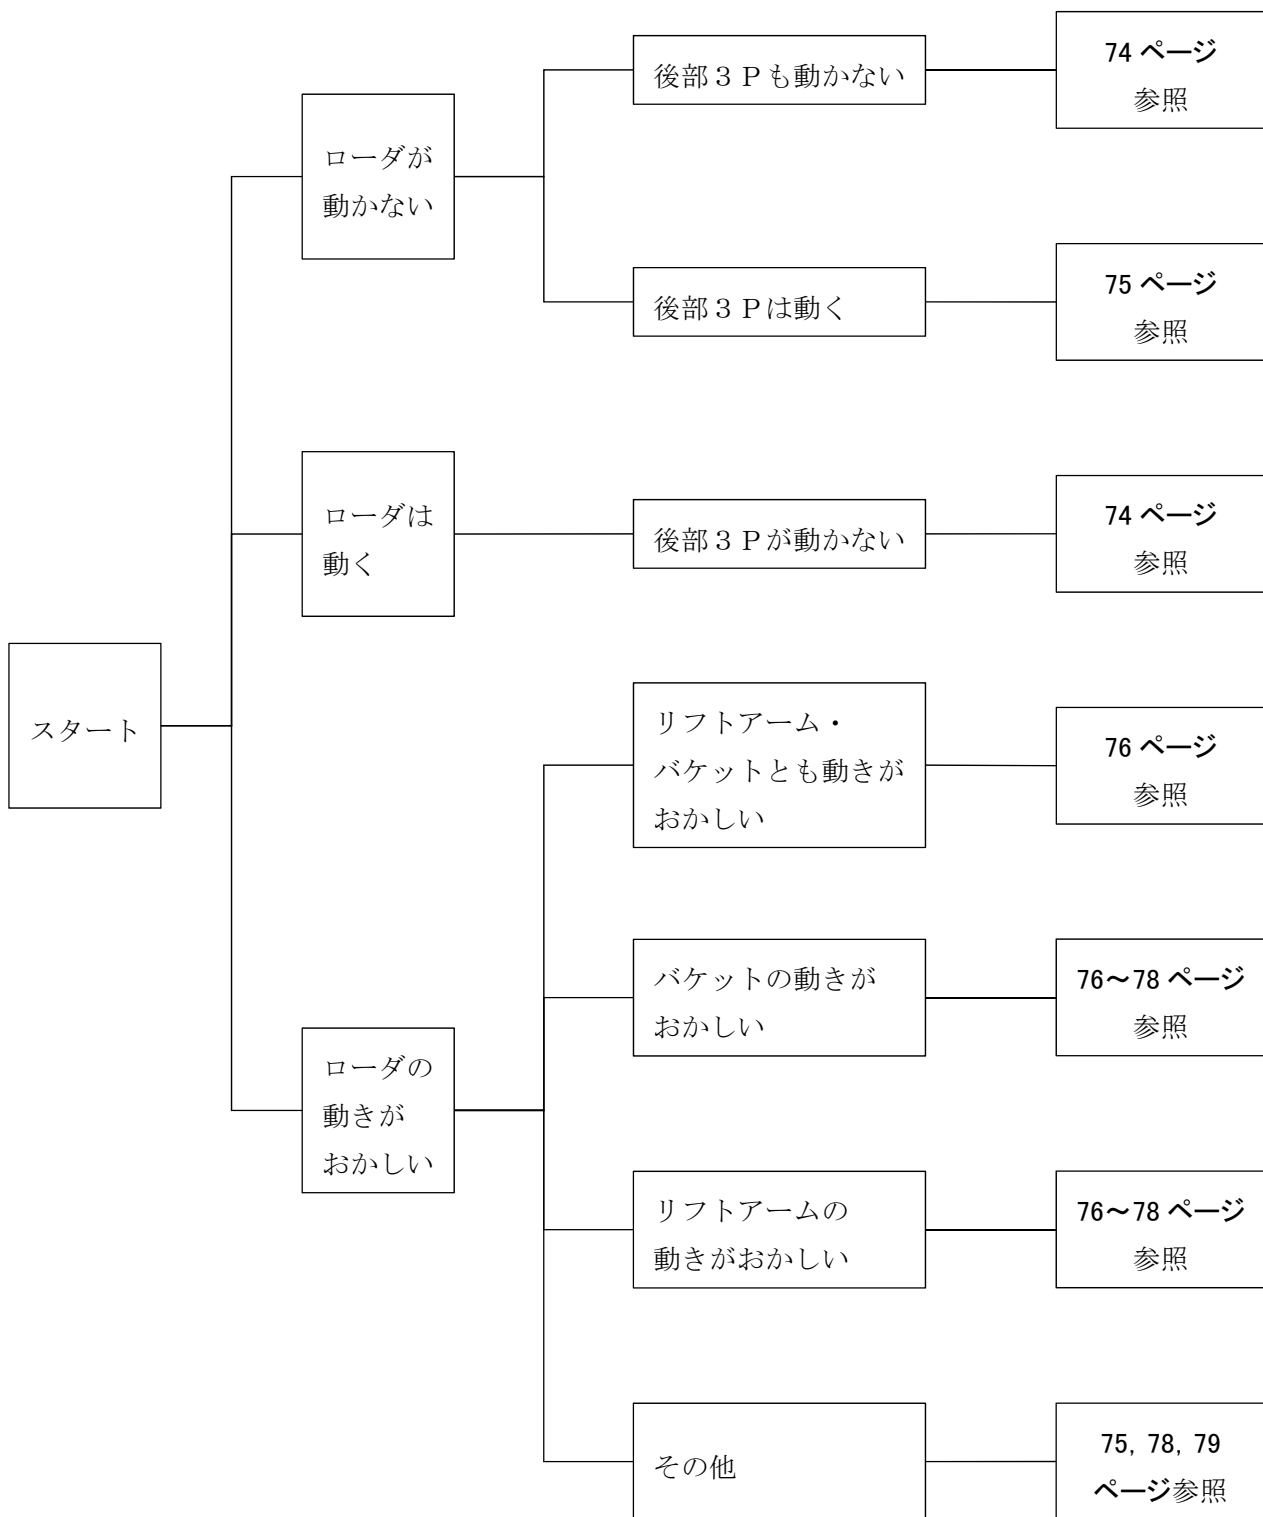 後部３Ｐも動かない
74 ページ
参照
ローダが
動かない
後部３Ｐは動く
75 ページ
参照
ローダは
動く
後部３Ｐが動かない
74 ページ
参照
スタート
リフトアーム・
バケットとも動きが
おかしい
76 ページ
参照
バケットの動きが
おかしい
76～78 ページ
参照
ローダの
動きが
おかしい
リフトアームの
動きがおかしい
76～78 ページ
参照
その他
75, 78, 79
ページ参照